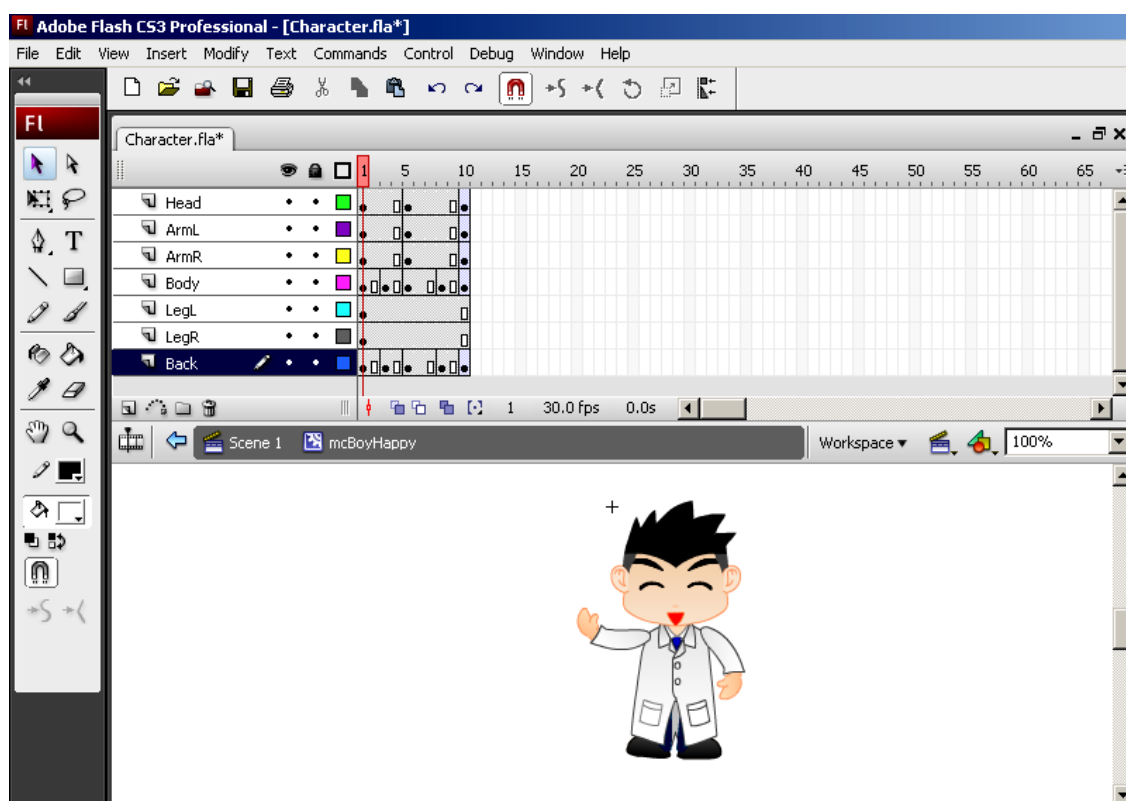 Fl Adobe Flash CS3 Professional - [Character.fla*]
File Edit View Insert Modify Text Commands Control Debug Window Help
Fl
Character.fla*
1 5 10 15 20 25 30 35 40 45 50 55 60 65
Head
ArmL
ArmR
Body
LegL
LegR
Back
1 30.0 fps 0.0s
Scene 1 mcBoyHappy Workspace 100%